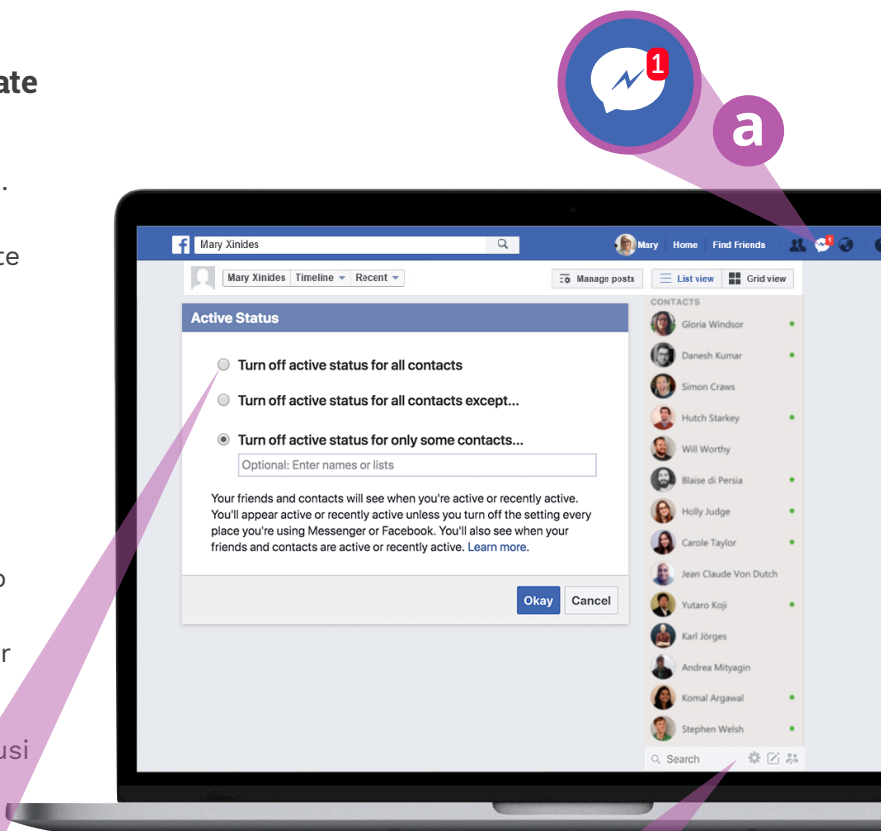 ate
.
te
o
r
usi
1
a
f
Mary Xinides
Mary Home Find Friends
1
Mary Xinides Timeline Recent
Manage posts List view Grid view
Active Status
Turn off active status for all contacts
Turn off active status for all contacts except...
Turn off active status for only some contacts...
Optional: Enter names or lists
Your friends and contacts will see when you're active or recently active.
You'll appear active or recently active unless you turn off the setting every
place you're using Messenger or Facebook. You'll also see when your
friends and contacts are active or recently active. Learn more.
Okay Cancel
CONTACTS
Gloria Windsor
Danesh Kumar
Simon Craws
Hutch Starkey
Will Worthy
Blaise di Persia
Holly Judge
Carole Taylor
Jean Claude Von Dutch
Yutaro Koji
Karl Jörges
Andrea Mityagin
Komal Argawal
Stephen Welsh
Search